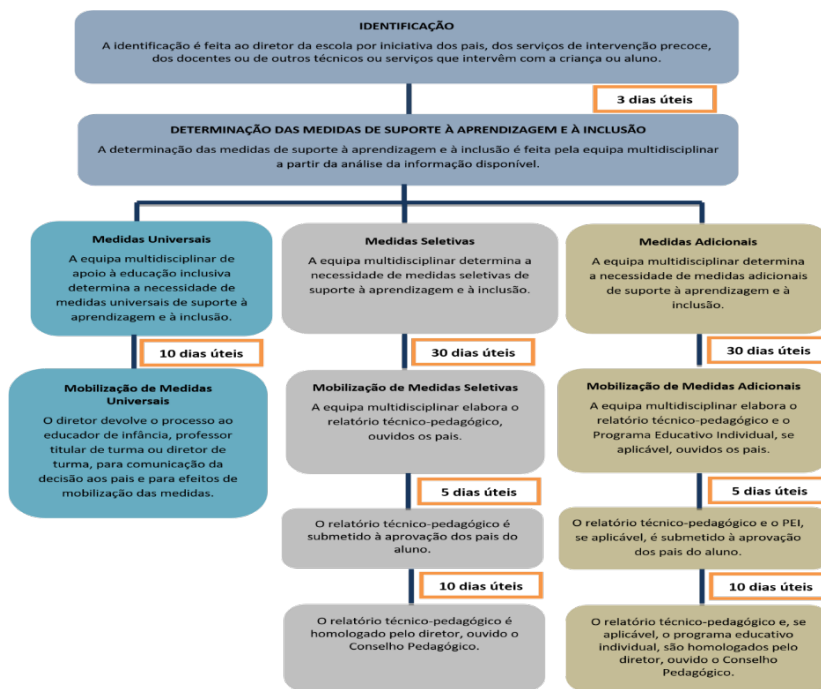 IDENTIFICAÇÃO
A identificação é feita ao diretor da escola por iniciativa dos pais, dos serviços de intervenção precoce,
dos docentes ou de outros técnicos ou serviços que intervêm com a criança ou aluno.
3 dias úteis
DETERMINAÇÃO DAS MEDIDAS DE SUPORTE À APRENDIZAGEM E À INCLUSÃO
A determinação das medidas de suporte à aprendizagem e à inclusão é feita pela equipa multidisciplinar
a partir da análise da informação disponível.
Medidas Universais
A equipa multidisciplinar de
apoio à educação inclusiva
determina a necessidade de
medidas universais de suporte à
aprendizagem e à inclusão.
10 dias úteis
Mobilização de Medidas
Universais
O diretor devolve o processo ao
educador de infância, professor
titular de turma ou diretor de
turma, para comunicação da
decisão aos pais e para efeitos de
mobilização das medidas.
Medidas Seletivas
A equipa multidisciplinar determina a
necessidade de medidas seletivas de
suporte à aprendizagem e à inclusão.
30 dias úteis
Mobilização de Medidas Seletivas
A equipa multidisciplinar elabora o
relatório técnico-pedagógico,
ouvidos os pais.
5 dias úteis
O relatório técnico-pedagógico é
submetido à aprovação dos pais do
aluno.
10 dias úteis
O relatório técnico-pedagógico é
homologado pelo diretor, ouvido o
Conselho Pedagógico.
Medidas Adicionais
A equipa multidisciplinar determina
a necessidade de medidas adicionais
de suporte à aprendizagem e à
inclusão.
30 dias úteis
Mobilização de Medidas Adicionais
A equipa multidisciplinar elabora o
relatório técnico-pedagógico e o
Programa Educativo Individual, se
aplicável, ouvidos os pais.
5 dias úteis
O relatório técnico-pedagógico e o PEI,
se aplicável, é submetido à aprovação
dos pais do aluno.
10 dias úteis
O relatório técnico-pedagógico e, se
aplicável, o programa educativo
individual, são homologados pelo
diretor, ouvido o Conselho Pedagógico.